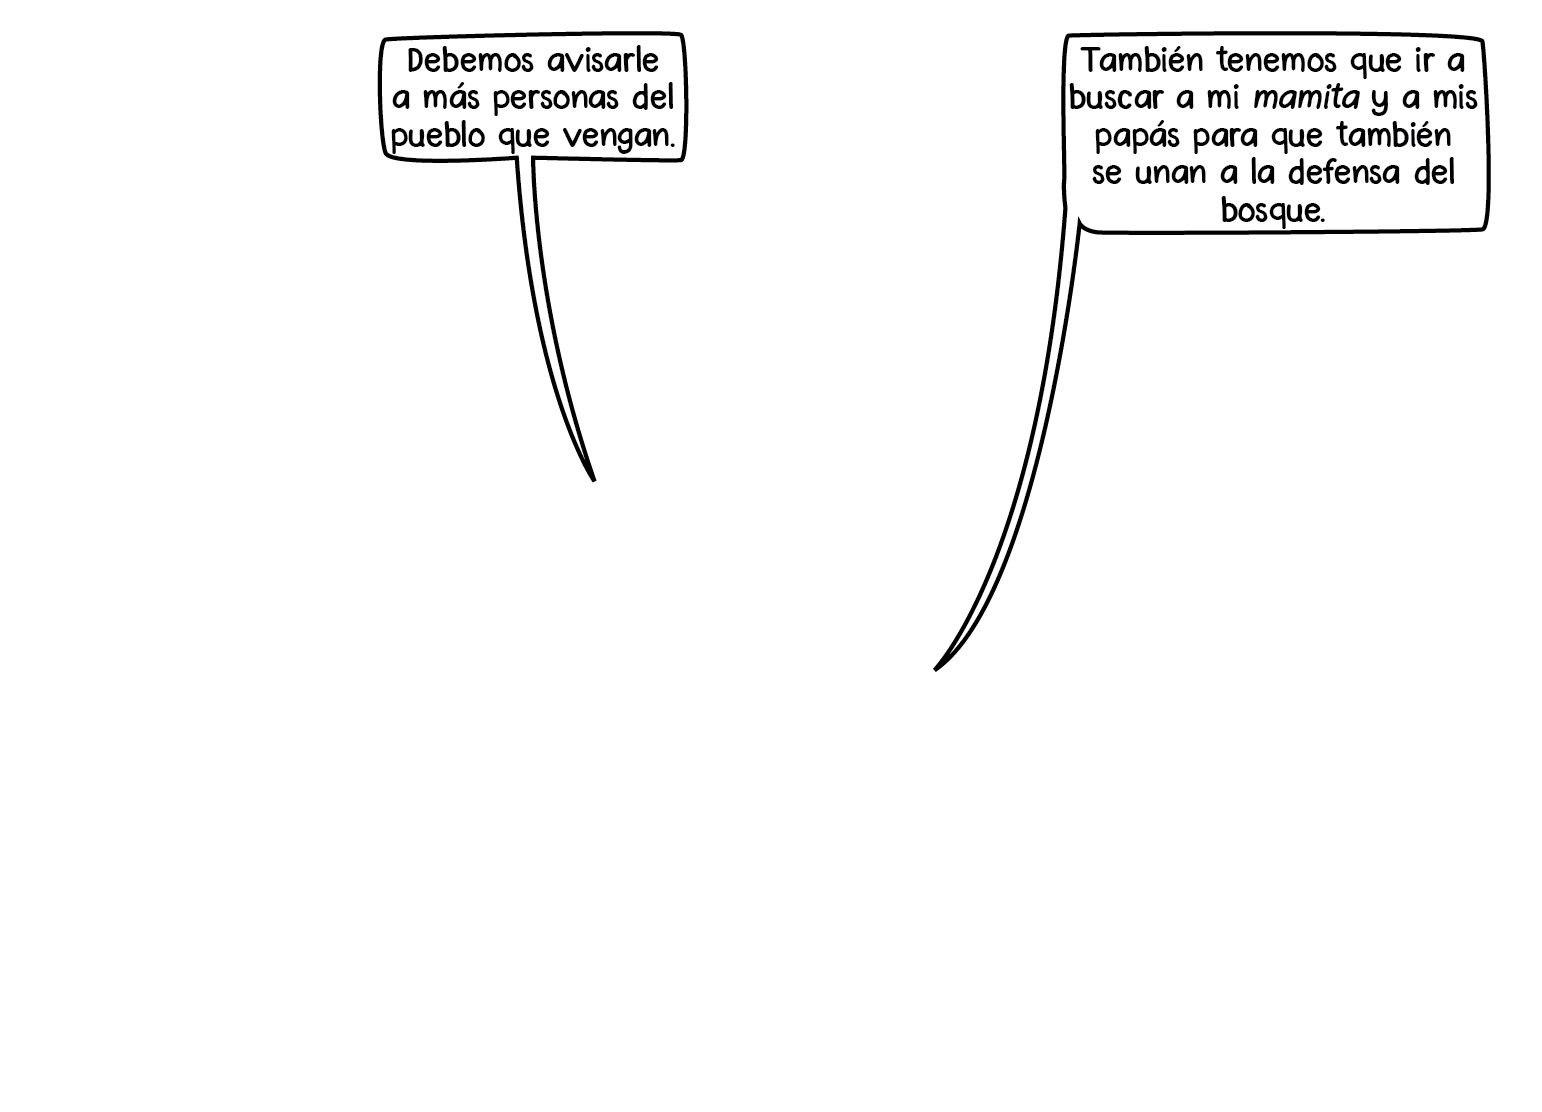 Debemos avisarle
a más personas del
pueblo que vengan.
También tenemos que ir a
buscar a mi mamita y a mis
papás para que también
se unan a la defensa del
bosque.